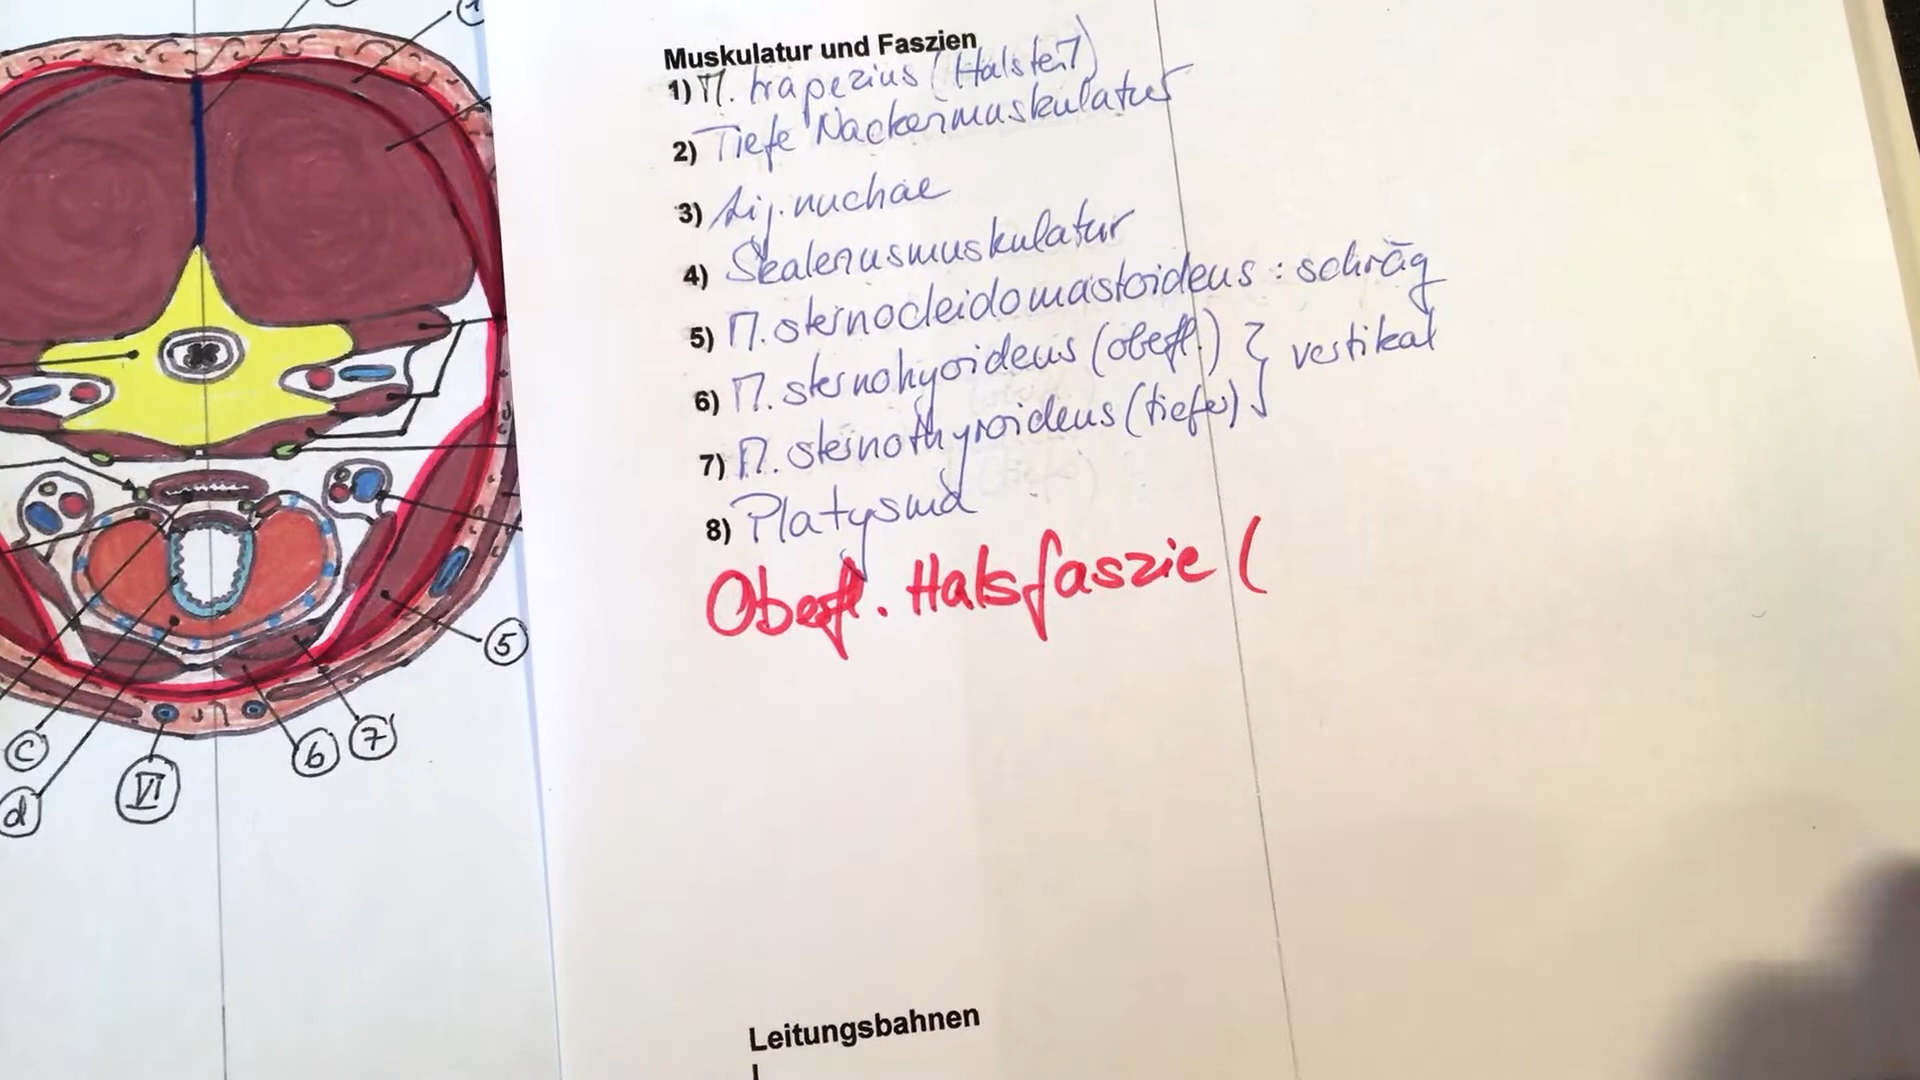 Muskulatur und Faszien
1) M. trapezius (Halsteil)
2) Tiefe Nackenmuskulatur
3) Lig. nuchae
4) Skalenusmuskulatur
5) M. sternocleidomastoideus : schräg
6) M. sternohyoideus (oberfl.)
7) M. sternothyroideus (tiefer) } vertikal
8) Platysma
Oberfl. Halsfaszie (
Leitungsbahnen
I
5
c
6
7
VI
d